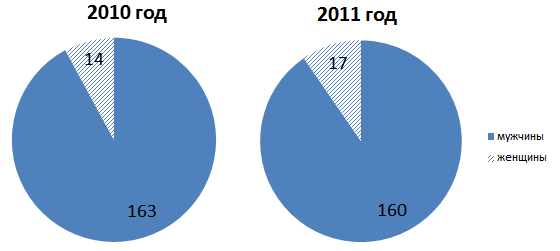 2010 год
2011 год
14
17
163
160
мужчины
женщины